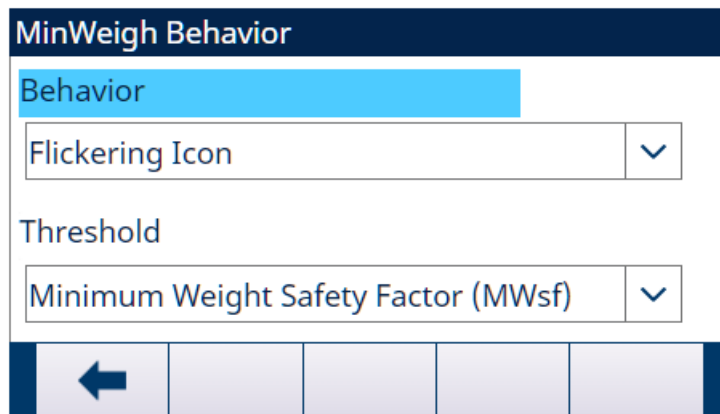 MinWeigh Behavior
Behavior
Flickering Icon
Threshold
Minimum Weight Safety Factor (MWsf)